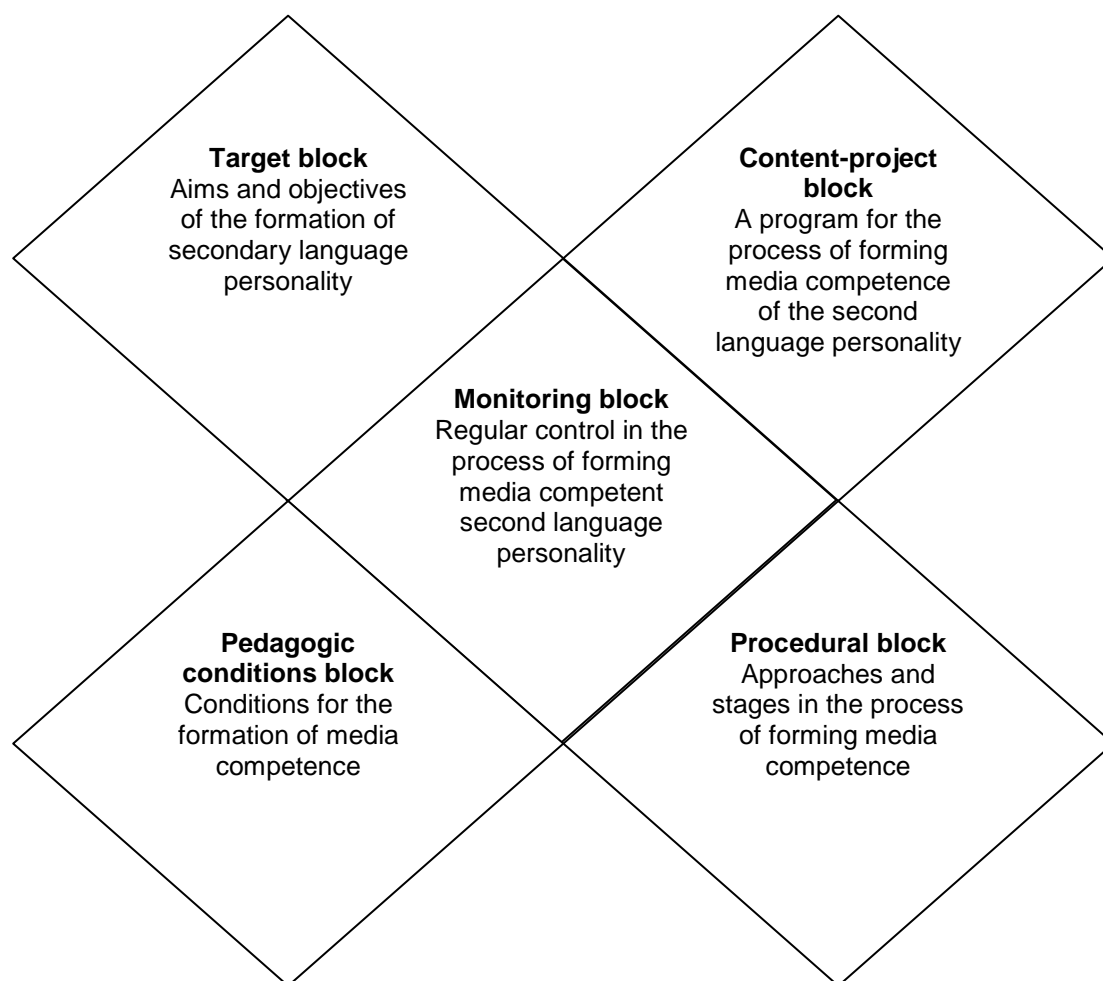 Target block
Aims and objectives
of the formation of
secondary language
personality
Content-project
block
A program for the
process of forming
media competence
of the second
language personality
Monitoring block
Regular control in the
process of forming
media competent
second language
personality
Pedagogic
conditions block
Conditions for the
formation of media
competence
Procedural block
Approaches and
stages in the process
of forming media
competence